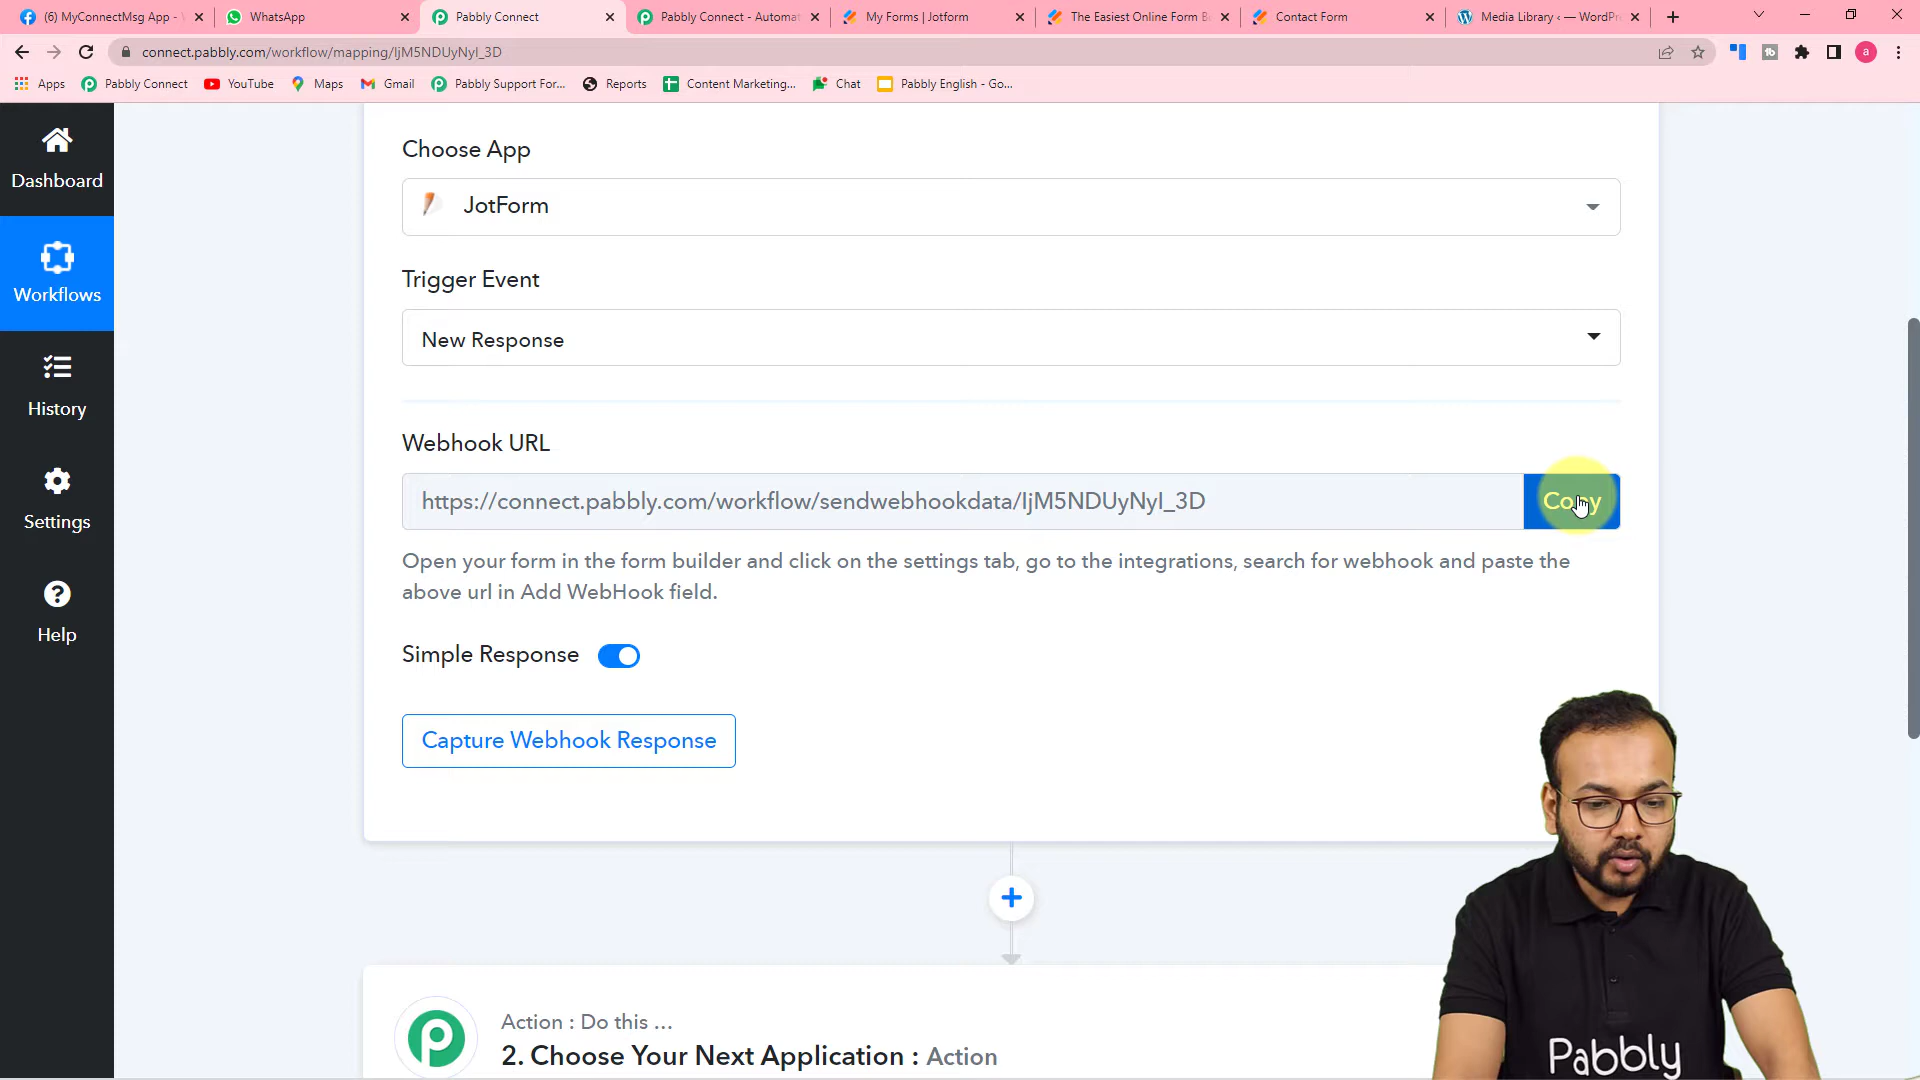 (6) MyConnectMsg App -
WhatsApp
Pabbly Connect
Pabbly Connect - Automat
My Forms | Jotform
The Easiest Online Form B
Contact Form
Media Library ‹ — WordPr
connect.pabbly.com/workflow/mapping/IjM5NDUyNyI_3D
a
Apps
Pabbly Connect
YouTube
Maps
Gmail
Pabbly Support For...
Reports
Content Marketing...
Chat
Pabbly English - Go...
Dashboard
Workflows
History
Settings
Help
Choose App
JotForm
Trigger Event
New Response
Webhook URL
https://connect.pabbly.com/workflow/sendwebhookdata/IjM5NDUyNyI_3D
Copy
Open your form in the form builder and click on the settings tab, go to the integrations, search for webhook and paste the
above url in Add WebHook field.
Simple Response
Capture Webhook Response
Action : Do this ...
2. Choose Your Next Application : Action
Pabbly